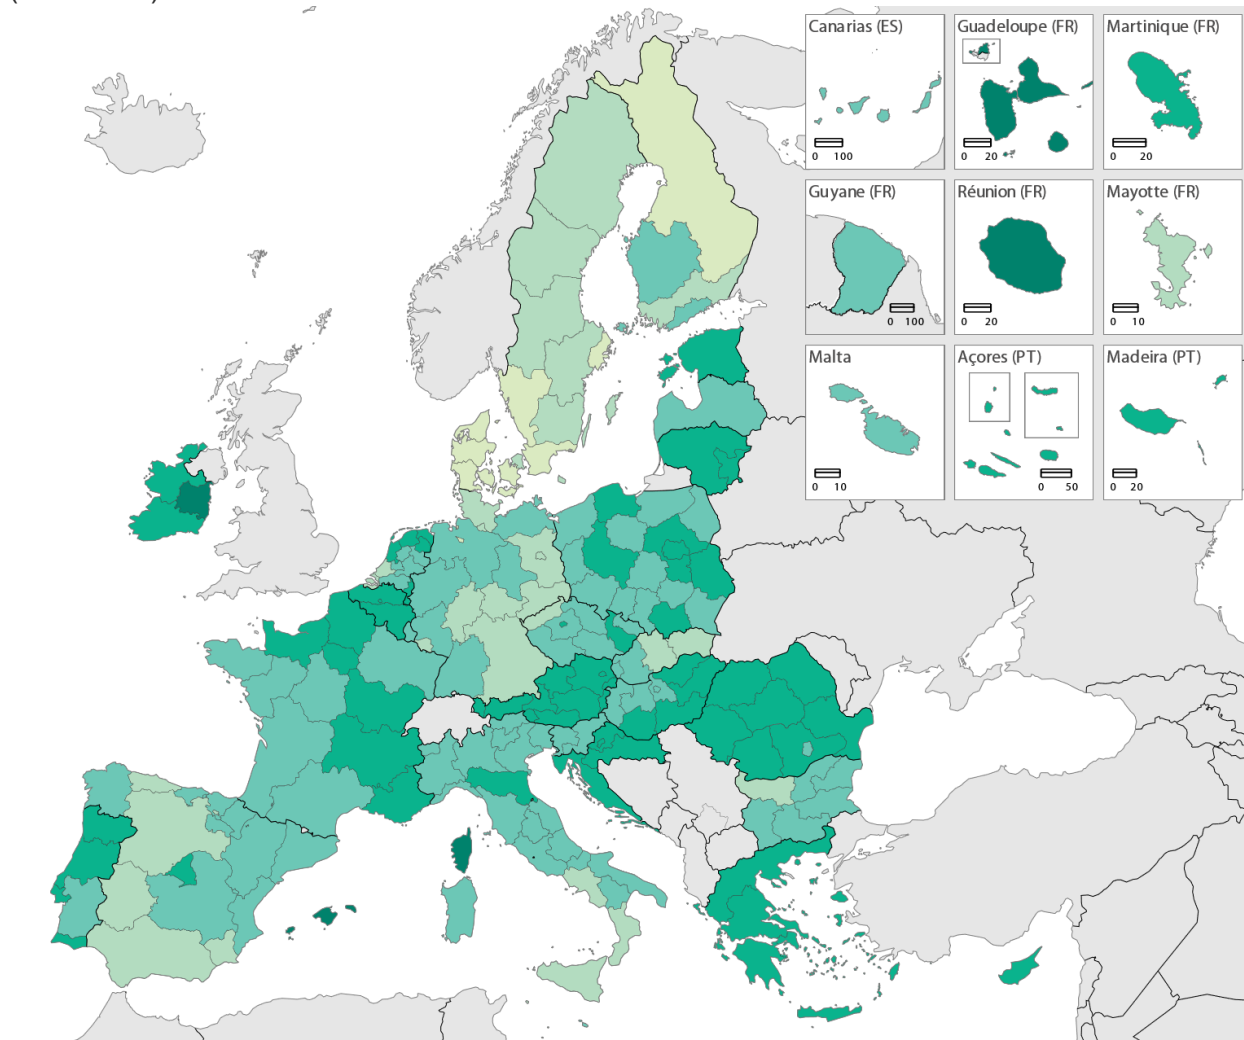 Canarias (ES)
0 100
Guadeloupe (FR)
0 20
Martinique (FR)
0 20
Guyane (FR)
0 100
Réunion (FR)
0 20
Mayotte (FR)
0 10
Malta
0 10
Açores (PT)
0 50
Madeira (PT)
0 20